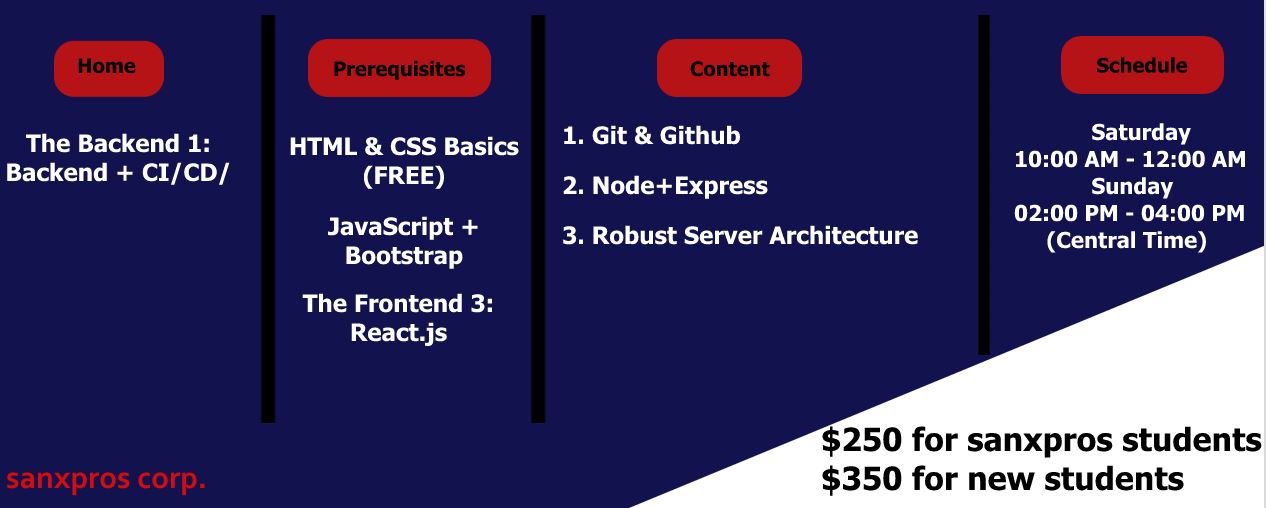 Home
The Backend 1:
Backend + CI/CD/
Prerequisites
HTML & CSS Basics
(FREE)
JavaScript +
Bootstrap
The Frontend 3:
React.js
Content
1. Git & Github
2. Node+Express
3. Robust Server Architecture
Schedule
Saturday
10:00 AM - 12:00 AM
Sunday
02:00 PM - 04:00 PM
(Central Time)
$250 for sanxpros students
$350 for new students
sanxpros corp.